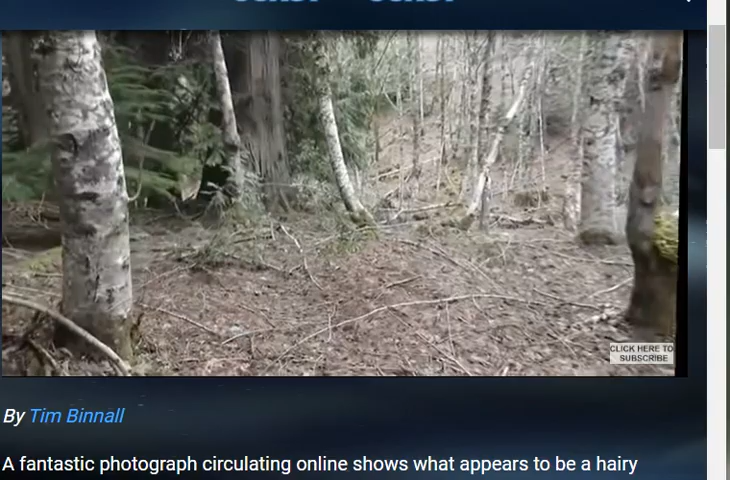 CLICK HERE TO
SUBSCRIBE
By Tim Binnall
A fantastic photograph circulating online shows what appears to be a hairy